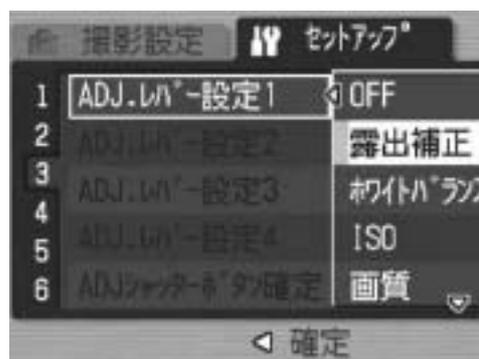 撮影設定 セットアップ
1 ADJ.レバー設定1 OFF
2 ADJ.レバー設定2 露出補正
3 ADJ.レバー設定3 ホワイトバランス
4 ADJ.レバー設定4 ISO
5
6 ADJシャッターボタン確定 画質
確定